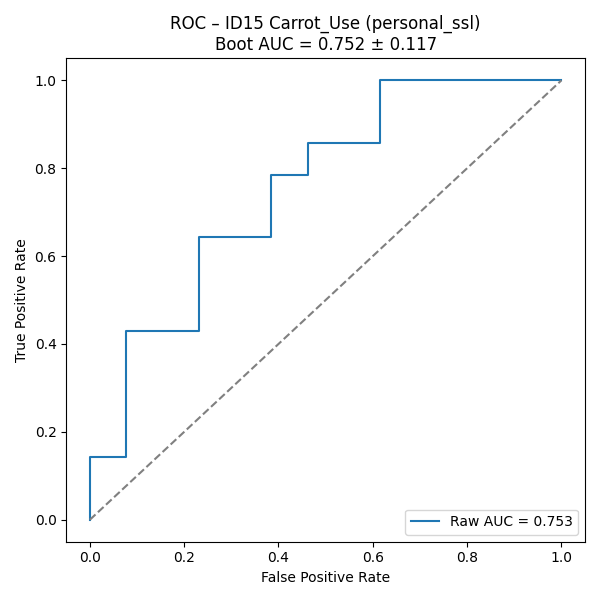 ROC – ID15 Carrot_Use (personal_ssl)
Boot AUC = 0.752 ± 0.117
1.0
0.8
0.6
0.4
0.2
0.0
True Positive Rate
Raw AUC = 0.753
0.0 0.2 0.4 0.6 0.8 1.0
False Positive Rate